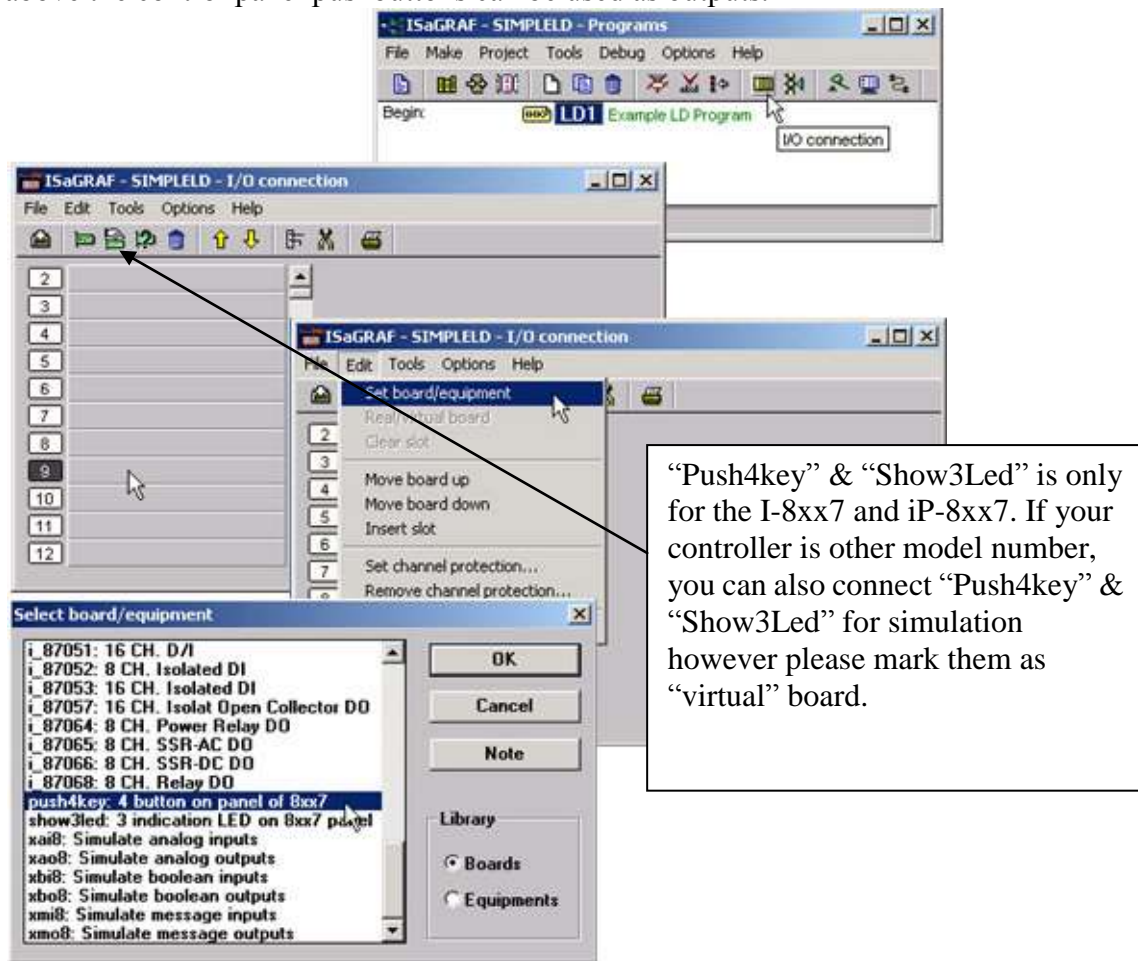 above the control panel pushbuttons can be used as outputs.
ISaGRAF - SIMPLELD - Programs
File Make Project Tools Debug Options Help
Begin: LD1 Example LD Program
I/O connection
ISaGRAF - SIMPLELD - I/O connection
File Edit Tools Options Help
2
3
4
5
6
7
8
9
10
11
12
ISaGRAF - SIMPLELD - I/O connection
File Edit Tools Options Help
Set board/equipment
Real/virtual board
Clear slot
Move board up
Move board down
Insert slot
Set channel protection...
Remove channel protection...
2
3
4
5
6
7
“Push4key” & “Show3Led” is only
for the I-8xx7 and iP-8xx7. If your
controller is other model number,
you can also connect “Push4key” &
“Show3Led” for simulation
however please mark them as
“virtual” board.
Select board/equipment
i_87051: 16 CH. D/I
i_87052: 8 CH. Isolated DI
i_87053: 16 CH. Isolated DI
i_87057: 16 CH. Isolat Open Collector DO
i_87064: 8 CH. Power Relay DO
i_87065: 8 CH. SSR-AC DO
i_87066: 8 CH. SSR-DC DO
i_87068: 8 CH. Relay DO
push4key: 4 button on panel of 8xx7
show3led: 3 indication LED on 8xx7 panel
xai8: Simulate analog inputs
xao8: Simulate analog outputs
xbi8: Simulate boolean inputs
xbo8: Simulate boolean outputs
xmi8: Simulate message inputs
xmo8: Simulate message outputs
OK
Cancel
Note
Library
Boards
Equipments